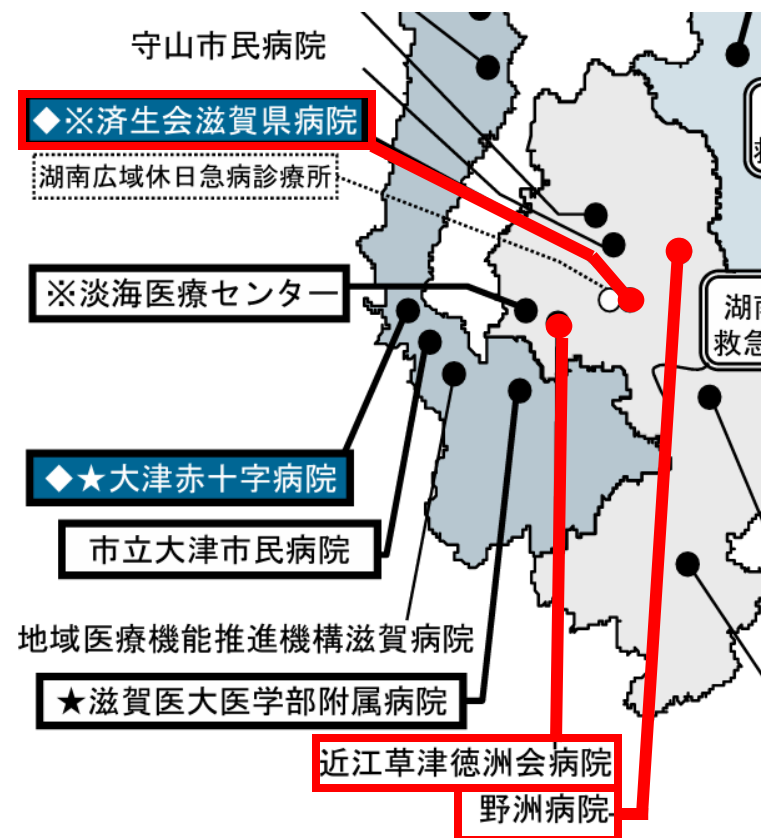 守山市民病院
◆※済生会滋賀県病院
湖南広域休日急病診療所
※淡海医療センター
湖南
救急
◆★大津赤十字病院
市立大津市民病院
地域医療機能推進機構滋賀病院
★滋賀医大医学部附属病院
近江草津徳洲会病院
野洲病院